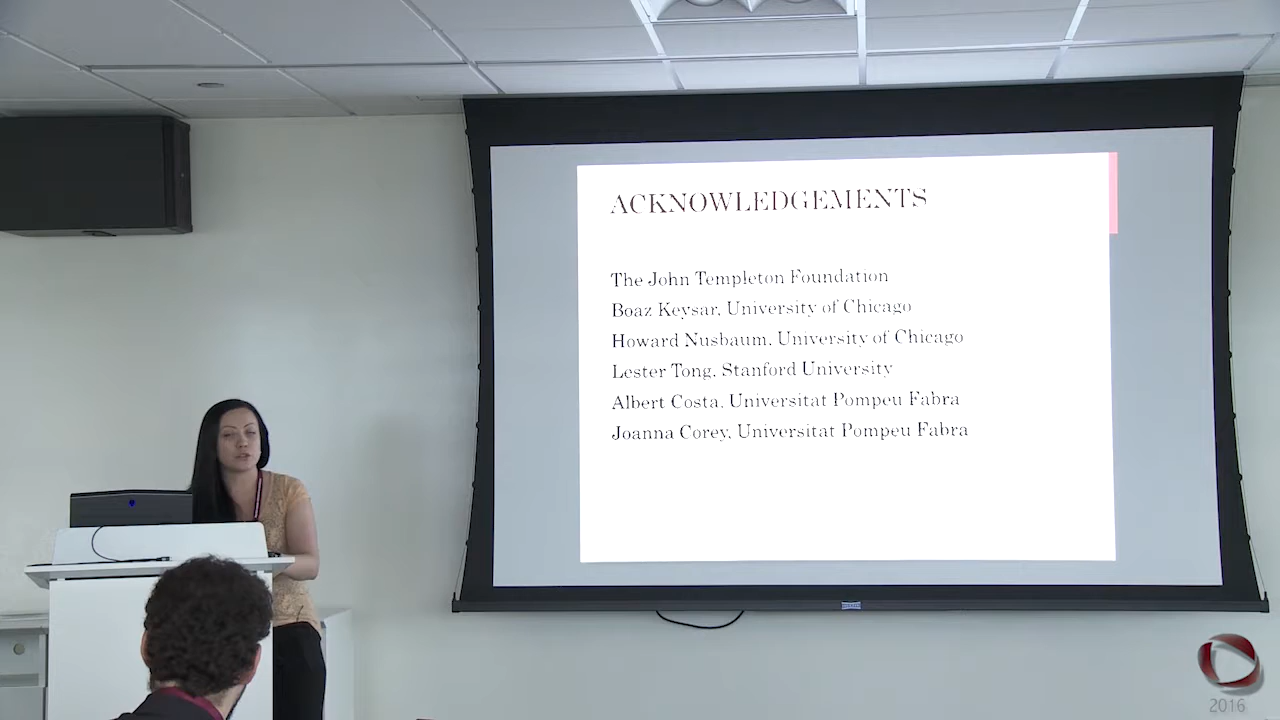 ACKNOWLEDGEMENTS
The John Templeton Foundation
Boaz Keysar, University of Chicago
Howard Nusbaum, University of Chicago
Lester Tong, Stanford University
Albert Costa, Universitat Pompeu Fabra
Joanna Corey, Universitat Pompeu Fabra
2016